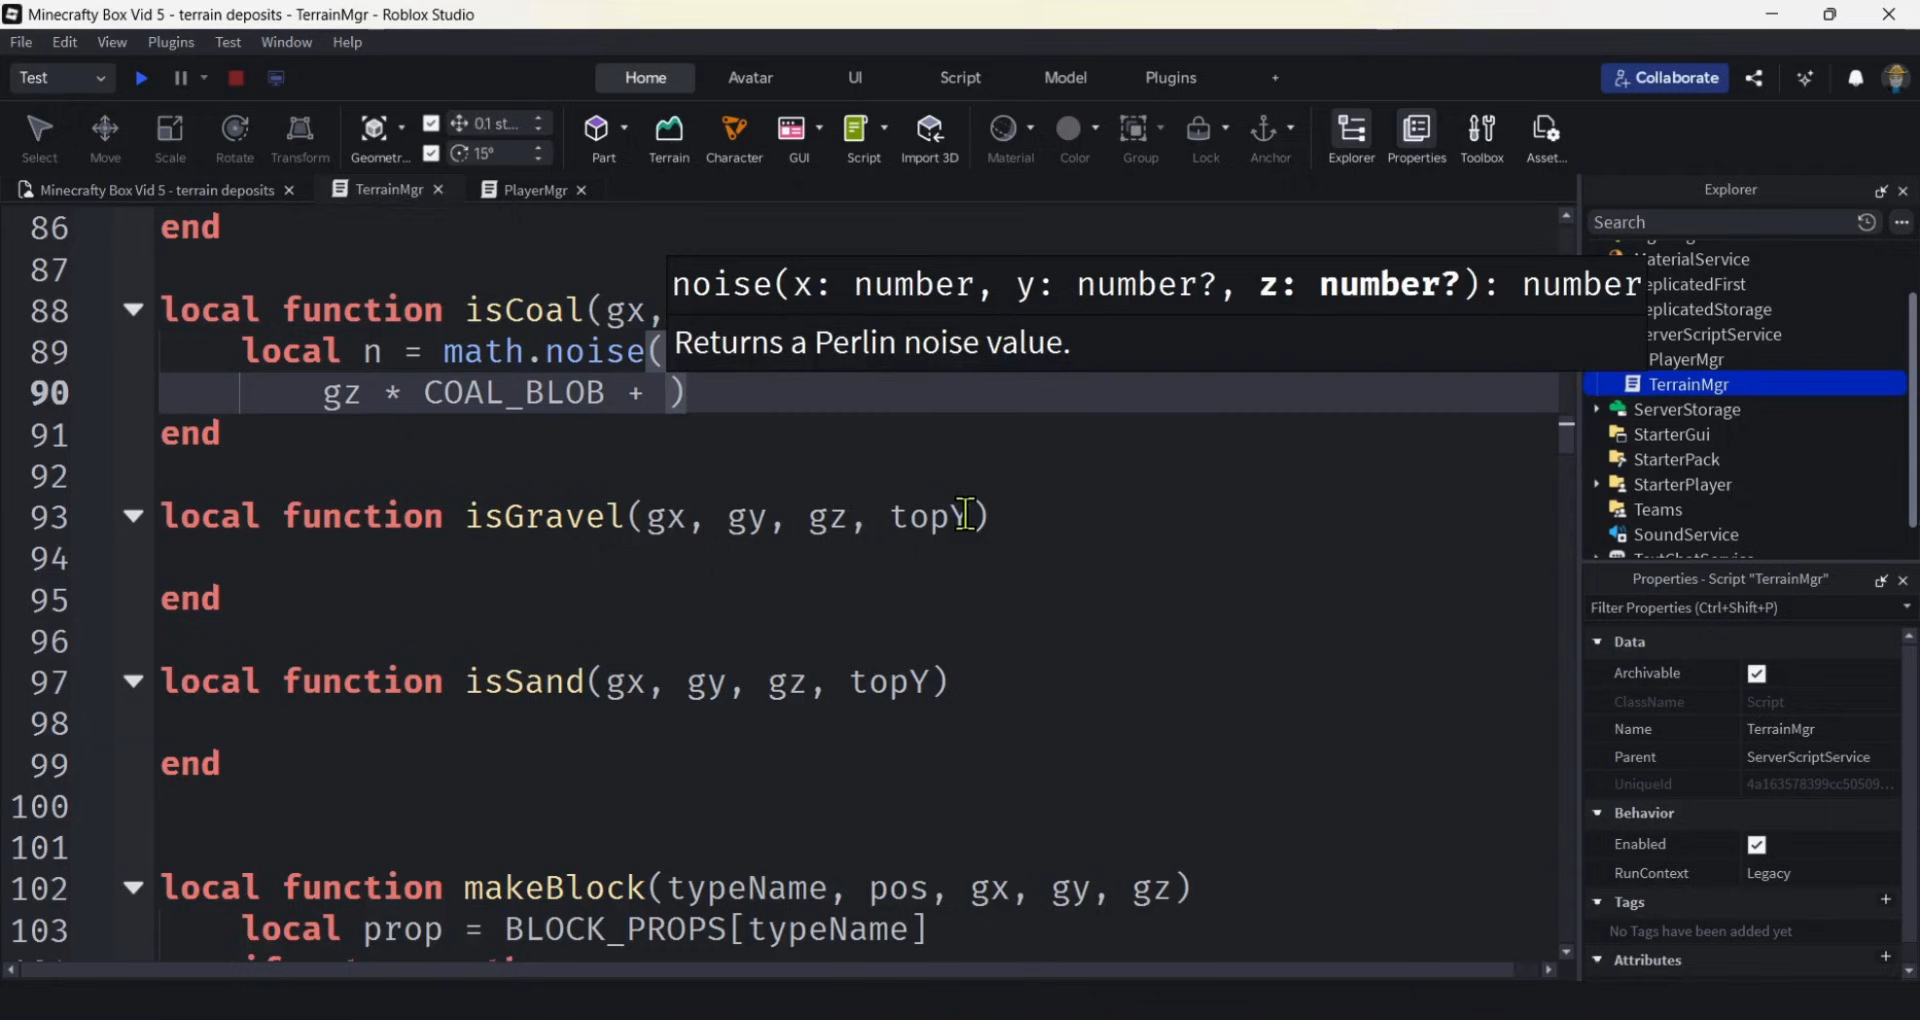 Minecrafty Box Vid 5 - terrain deposits - TerrainMgr - Roblox Studio
File Edit View Plugins Test Window Help
Test Home Avatar UI Script Model Plugins + Collaborate
0.1 st...
15°
Select Move Scale Rotate Transform Geometr... Part Terrain Character GUI Script Import 3D Material Color Group Lock Anchor Explorer Properties Toolbox Asset...
Minecrafty Box Vid 5 - terrain deposits TerrainMgr PlayerMgr
Explorer
Search
MaterialService
eplicatedFirst
eplicatedStorage
erverScriptService
PlayerMgr
TerrainMgr
ServerStorage
StarterGui
StarterPack
StarterPlayer
Teams
SoundService
86 end
87
88 local function isCoal(gx,
noise(x: number, y: number?, z: number?): number
Returns a Perlin noise value.
89 local n = math.noise(
90 gz * COAL_BLOB + )
91 end
92
93 local function isGravel(gx, gy, gz, topY)
94
95 end
96
97 local function isSand(gx, gy, gz, topY)
98
99 end
100
101
102 local function makeBlock(typeName, pos, gx, gy, gz)
103 local prop = BLOCK_PROPS[typeName]
Properties - Script "TerrainMgr"
Filter Properties (Ctrl+Shift+P)
Data
Archivable
ClassName Script
Name TerrainMgr
Parent ServerScriptService
UniqueId 4a163578399cc50509...
Behavior
Enabled
RunContext Legacy
Tags +
No Tags have been added yet
Attributes +